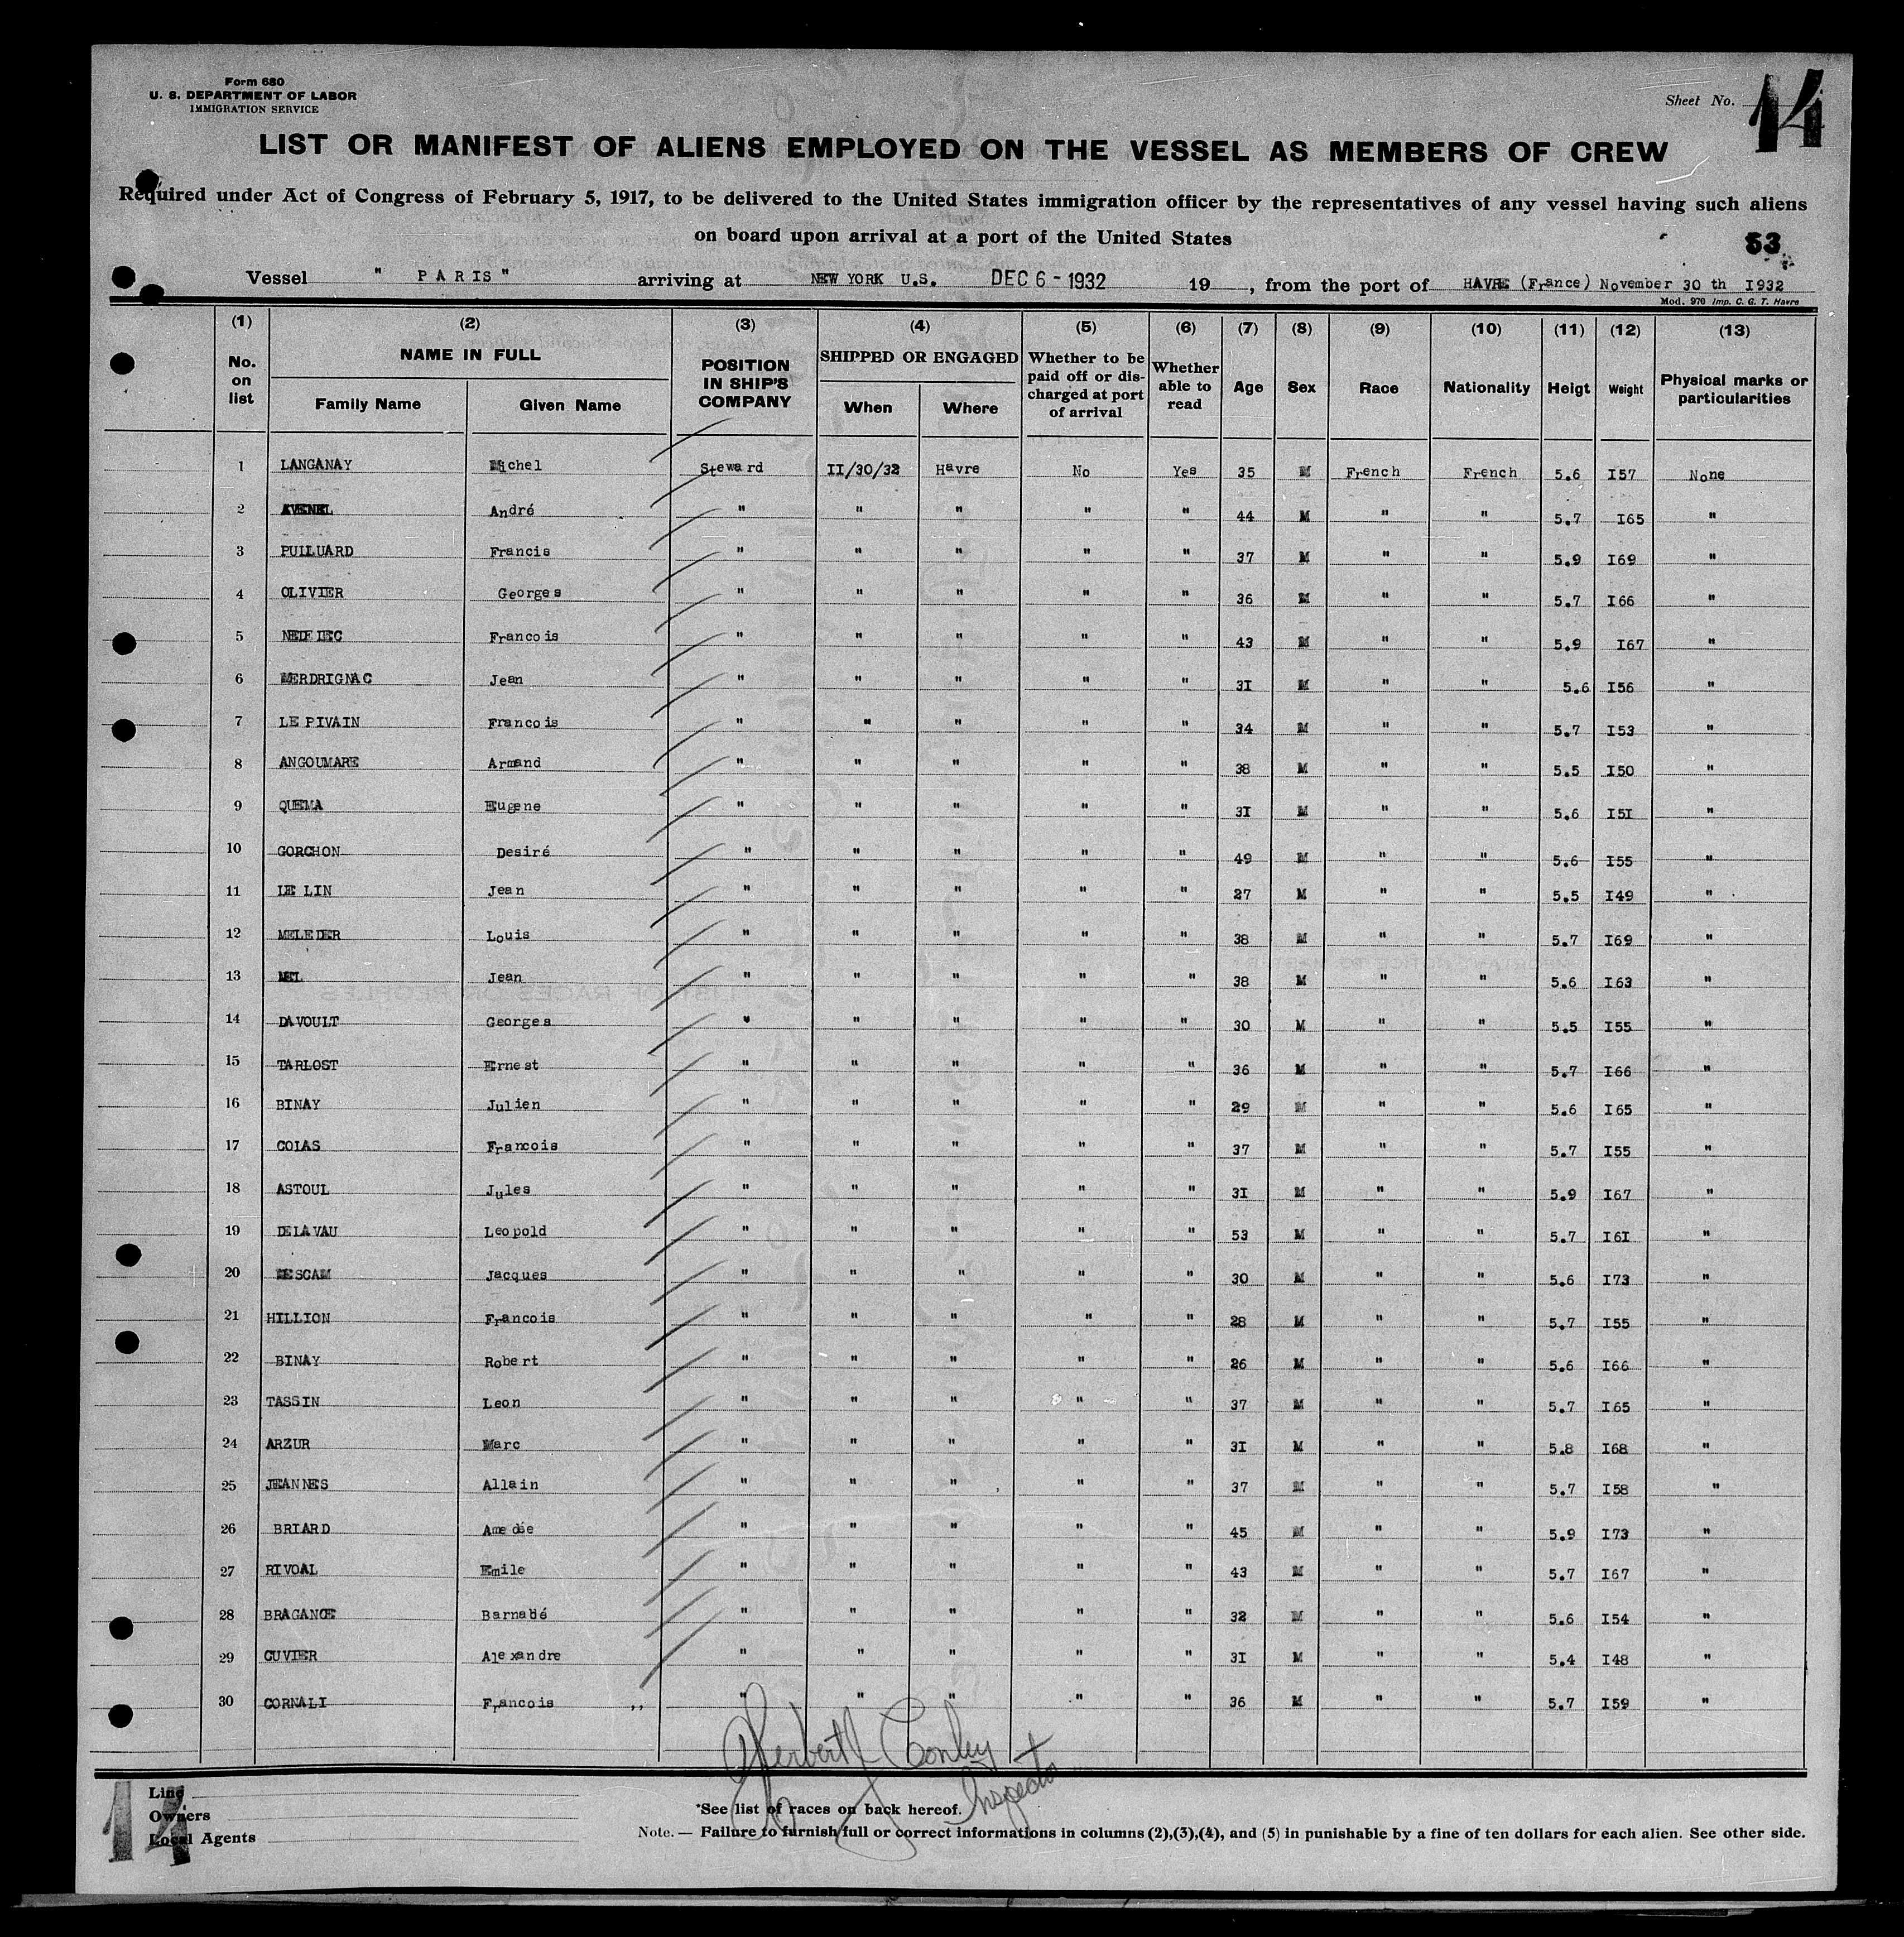 Form 680
U. S. DEPARTMENT OF LABOR
IMMIGRATION SERVICE
Sheet No. 14
LIST OR MANIFEST OF ALIENS EMPLOYED ON THE VESSEL AS MEMBERS OF CREW
Required under Act of Congress of February 5, 1917, to be delivered to the United States immigration officer by the representatives of any vessel having such aliens
on board upon arrival at a port of the United States
53
Vessel " PARIS " arriving at NEW YORK U.S. DEC 6 - 1932 19 , from the port of HAVRE (France) November 30 th I932
Mod. 970 Imp. C. G. T. Havre
(1) (2) (3) (4) (5) (6) (7) (8) (9) (10) (11) (12) (13)
No. on list NAME IN FULL Family Name Given Name POSITION IN SHIP'S COMPANY SHIPPED OR ENGAGED When Where Whether to be paid off or discharged at port of arrival Whether able to read Age Sex Race Nationality Heigt Weight Physical marks or particularities
1 LANGANAY Michel Steward II/30/32 Havre No Yes 35 M French French 5.6 I57 None
2 AVENEL André " " " " " 44 M " " 5.7 I65 "
3 PUILUARD Francis " " " " " 37 M " " 5.9 I69 "
4 OLIVIER Georges " " " " " 36 M " " 5.7 I66 "
5 NEDELEC Francois " " " " " 43 M " " 5.9 I67 "
6 MERDRIGNAC Jean " " " " " 3I M " " 5.6 I56 "
7 LE PIVAIN Francois " " " " " 34 M " " 5.7 I53 "
8 ANGOUMARE Armand " " " " " 38 M " " 5.5 I50 "
9 QUEMA Eugene " " " " " 3I M " " 5.6 I5I "
10 GORCHON Desiré " " " " " 49 M " " 5.6 I55 "
11 LE LIN Jean " " " " " 27 M " " 5.5 I49 "
12 MELEDER Louis " " " " " 38 M " " 5.7 I69 "
13 Jean " " " " " 38 M " " 5.6 I63 "
14 DAVOULT Georges " " " " " 30 M " " 5.5 I55 "
15 TARLOST Ernest " " " " " 36 M " " 5.7 I66 "
16 BINAY Julien " " " " " 29 M " " 5.6 I65 "
17 COLAS Francois " " " " " 37 M " " 5.7 I55 "
18 ASTOUL Jules " " " " " 3I M " " 5.9 I67 "
19 DELAVAU Leopold " " " " " 53 M " " 5.7 I6I "
20 Jacques " " " " " 30 M " " 5.6 I73 "
21 HILLION Francois " " " " " 28 M " " 5.7 I55 "
22 BINAY Robert " " " " " 26 M " " 5.6 I66 "
23 TASSIN Leon " " " " " 37 M " " 5.7 I65 "
24 ARZUR Marc " " " " " 3I M " " 5.8 I68 "
25 JEANNES Allain " " " " " 37 M " " 5.7 I58 "
26 BRIARD Amedée " " " " " 45 M " " 5.9 I73 "
27 RIVOAL Emile " " " " " 43 M " " 5.7 I67 "
28 BRAGANCE Barnabé " " " " " 32 M " " 5.6 I54 "
29 CUVIER Alexandre " " " " " 3I M " " 5.4 I48 "
30 CORNALI Francois ,, " " " " " 36 M " " 5.7 I59 "
Herbert J Conley
Inspector
14
Line
Owners
Local Agents
*See list of races on back hereof.
Note. — Failure to furnish full or correct informations in columns (2),(3),(4), and (5) in punishable by a fine of ten dollars for each alien. See other side.